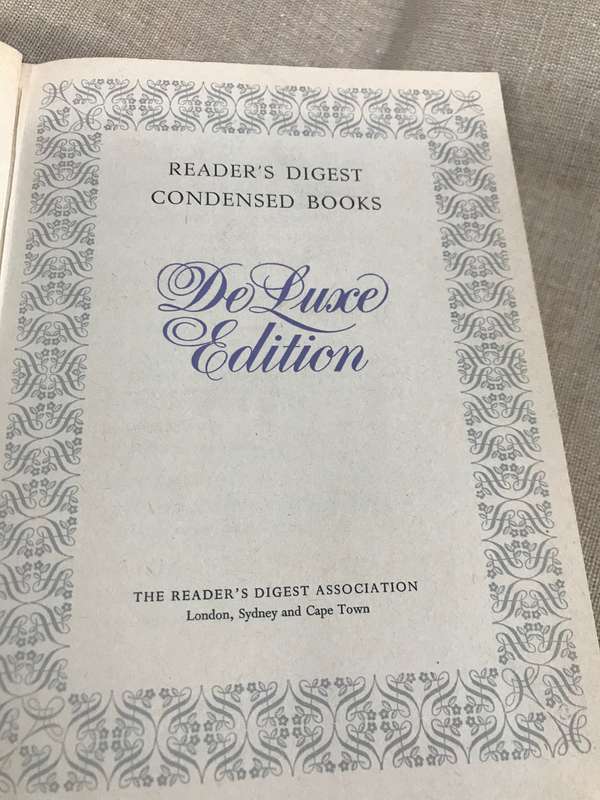 READER'S DIGEST
CONDENSED BOOKS
DeLuxe
Edition
THE READER'S DIGEST ASSOCIATION
London, Sydney and Cape Town